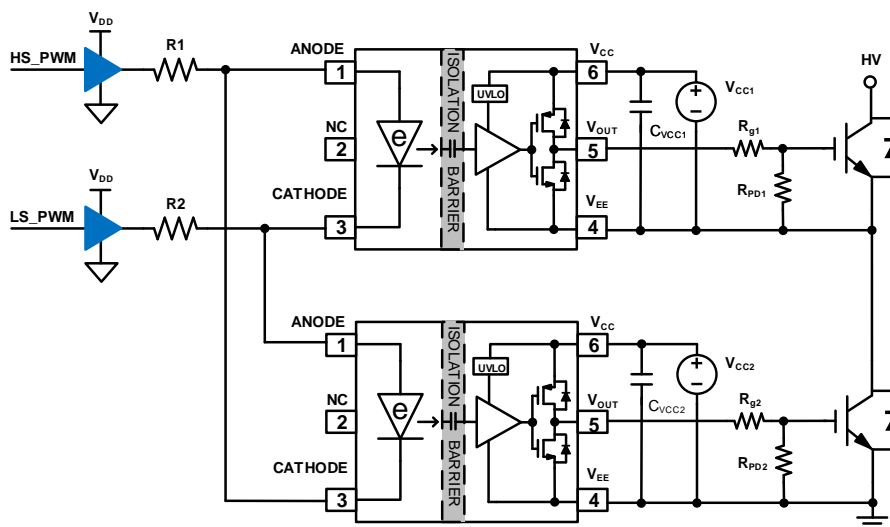 HS_PWM
VDD
R1
ANODE
1
NC
2
CATHODE
3
e
ISOLATION
BARRIER
UVLO
VCC
6
VOUT
5
VEE
4
CVCC1
VCC1
Rg1
RPD1
HV
LS_PWM
VDD
R2
ANODE
1
NC
2
CATHODE
3
e
ISOLATION
BARRIER
UVLO
VCC
6
VOUT
5
VEE
4
CVCC2
VCC2
Rg2
RPD2